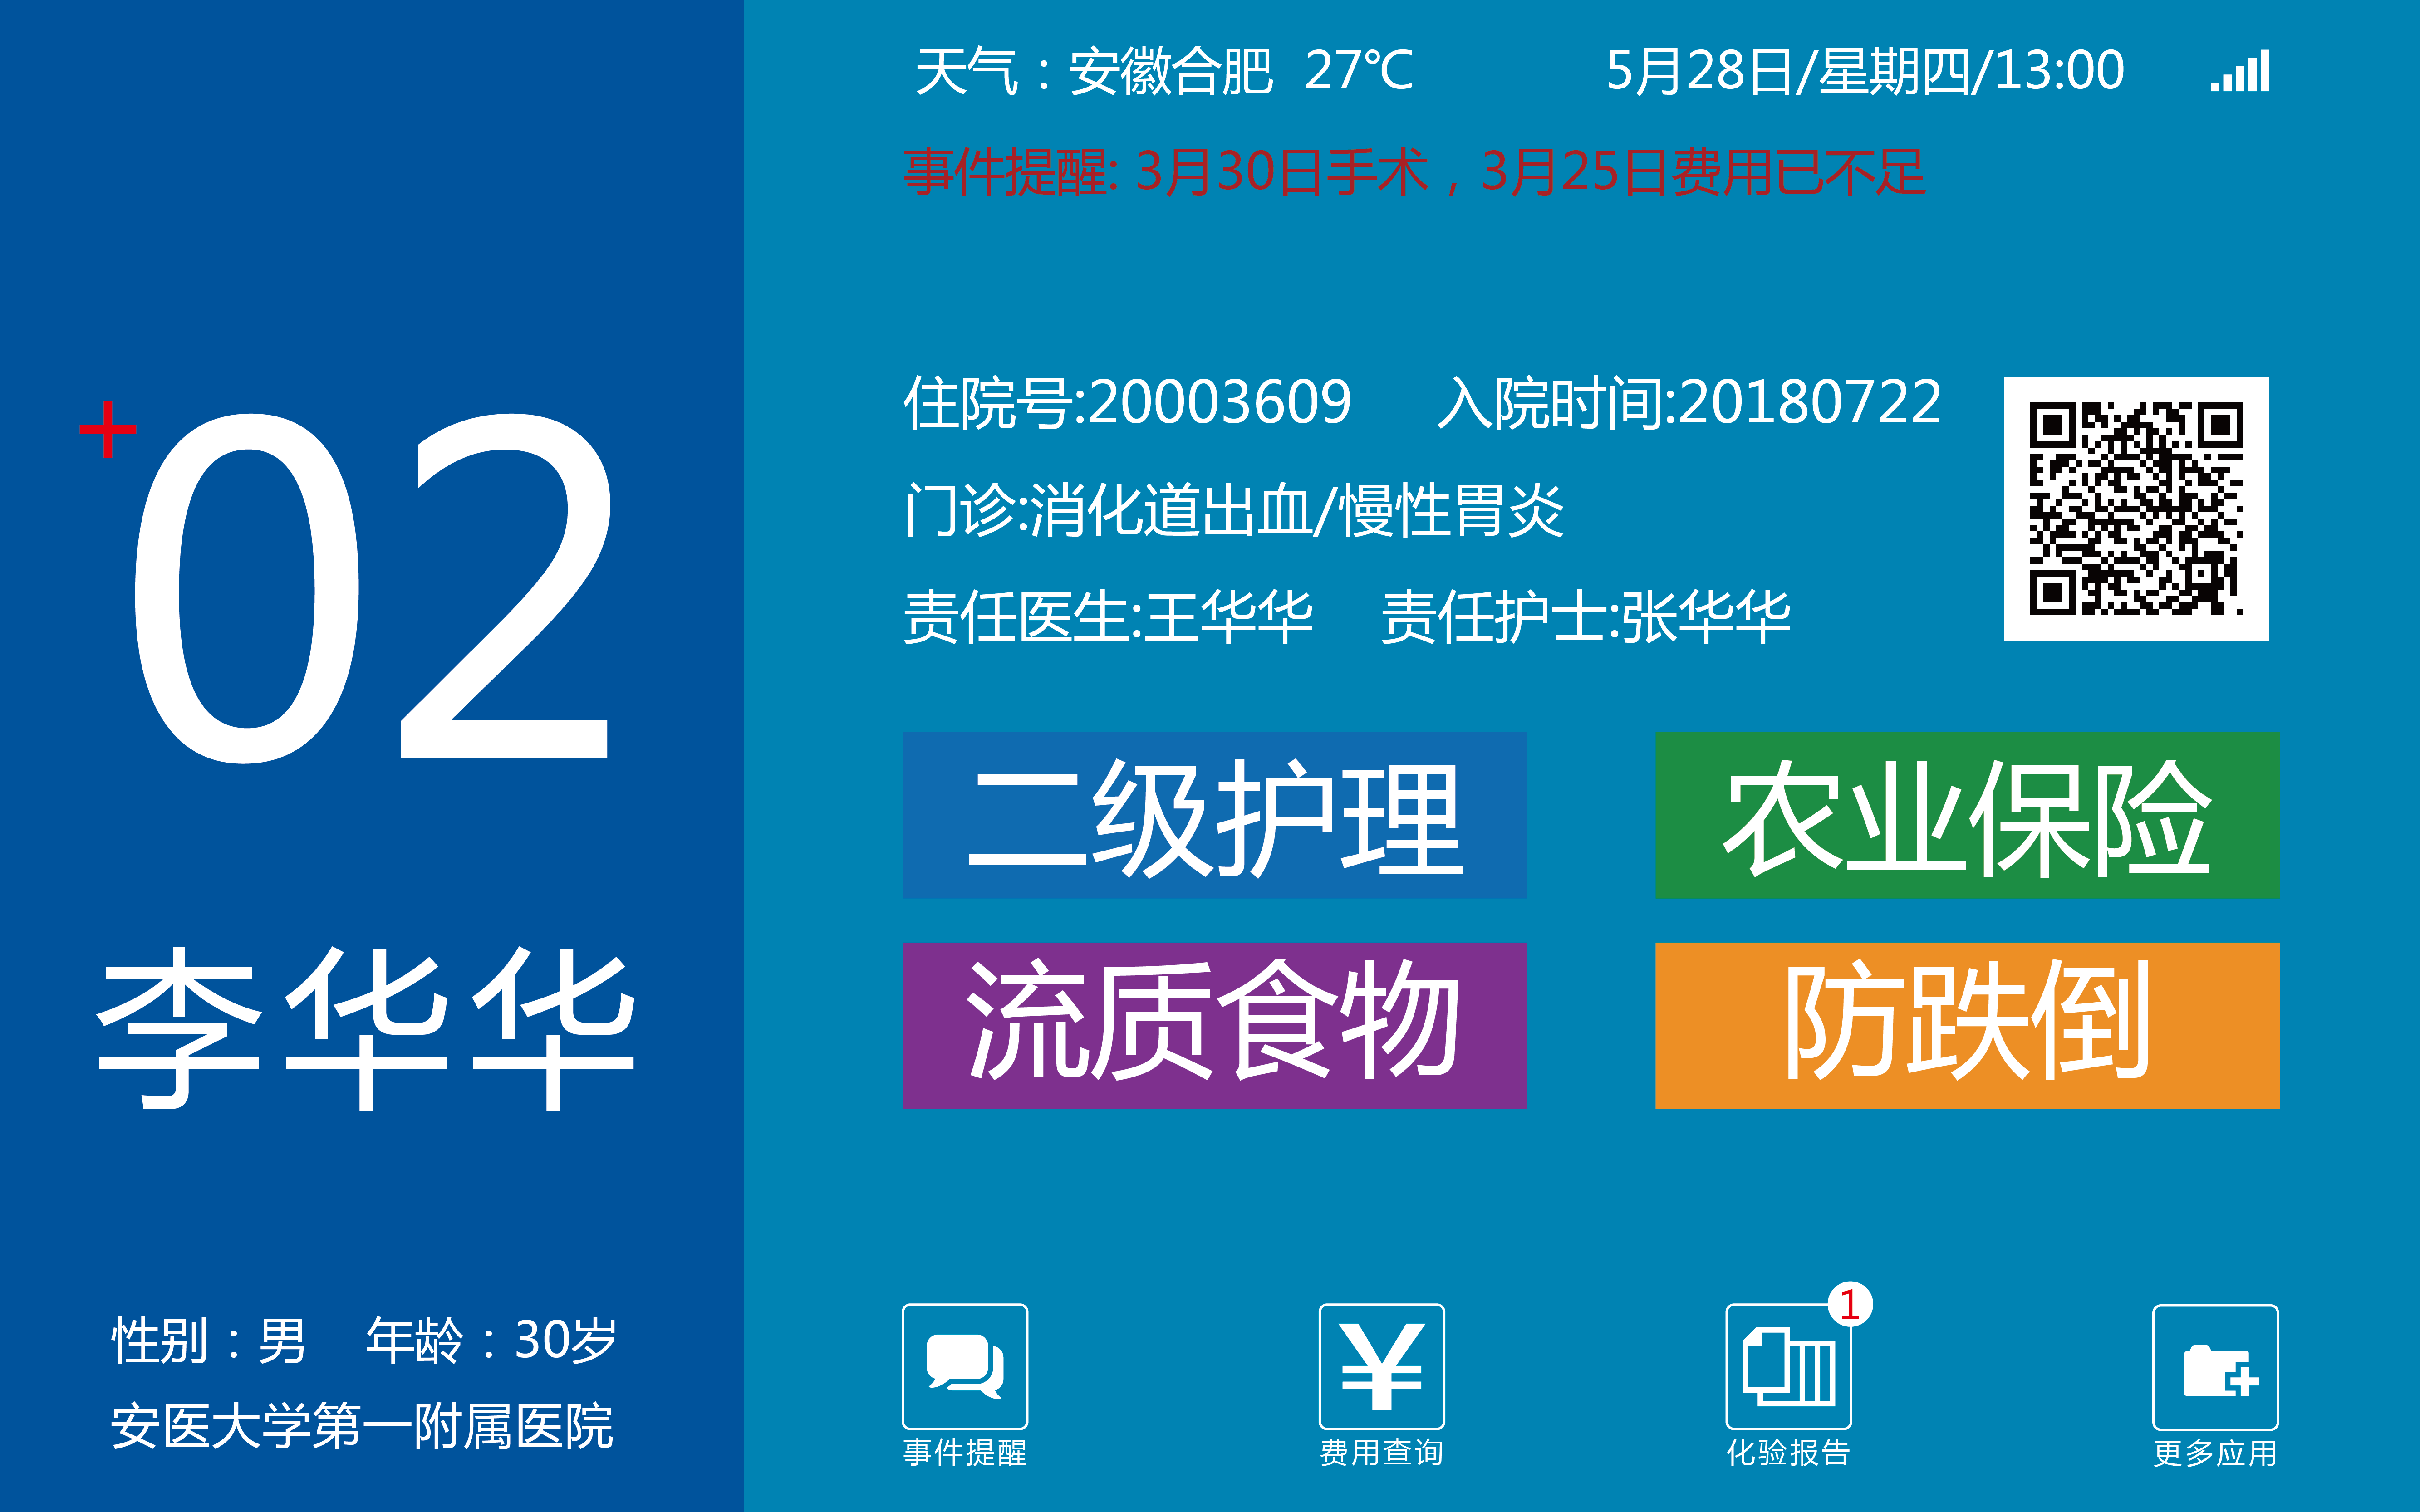 天气：安徽合肥 27℃ 5月28日/星期四/13:00
事件提醒: 3月30日手术，3月25日费用已不足
+02
李华华
性别：男 年龄：30岁
安医大学第一附属医院
住院号:20003609 入院时间:20180722
门诊:消化道出血/慢性胃炎
责任医生:王华华 责任护士:张华华
二级护理 农业保险
流质食物 防跌倒
¥ 1
事件提醒 费用查询 化验报告 更多应用